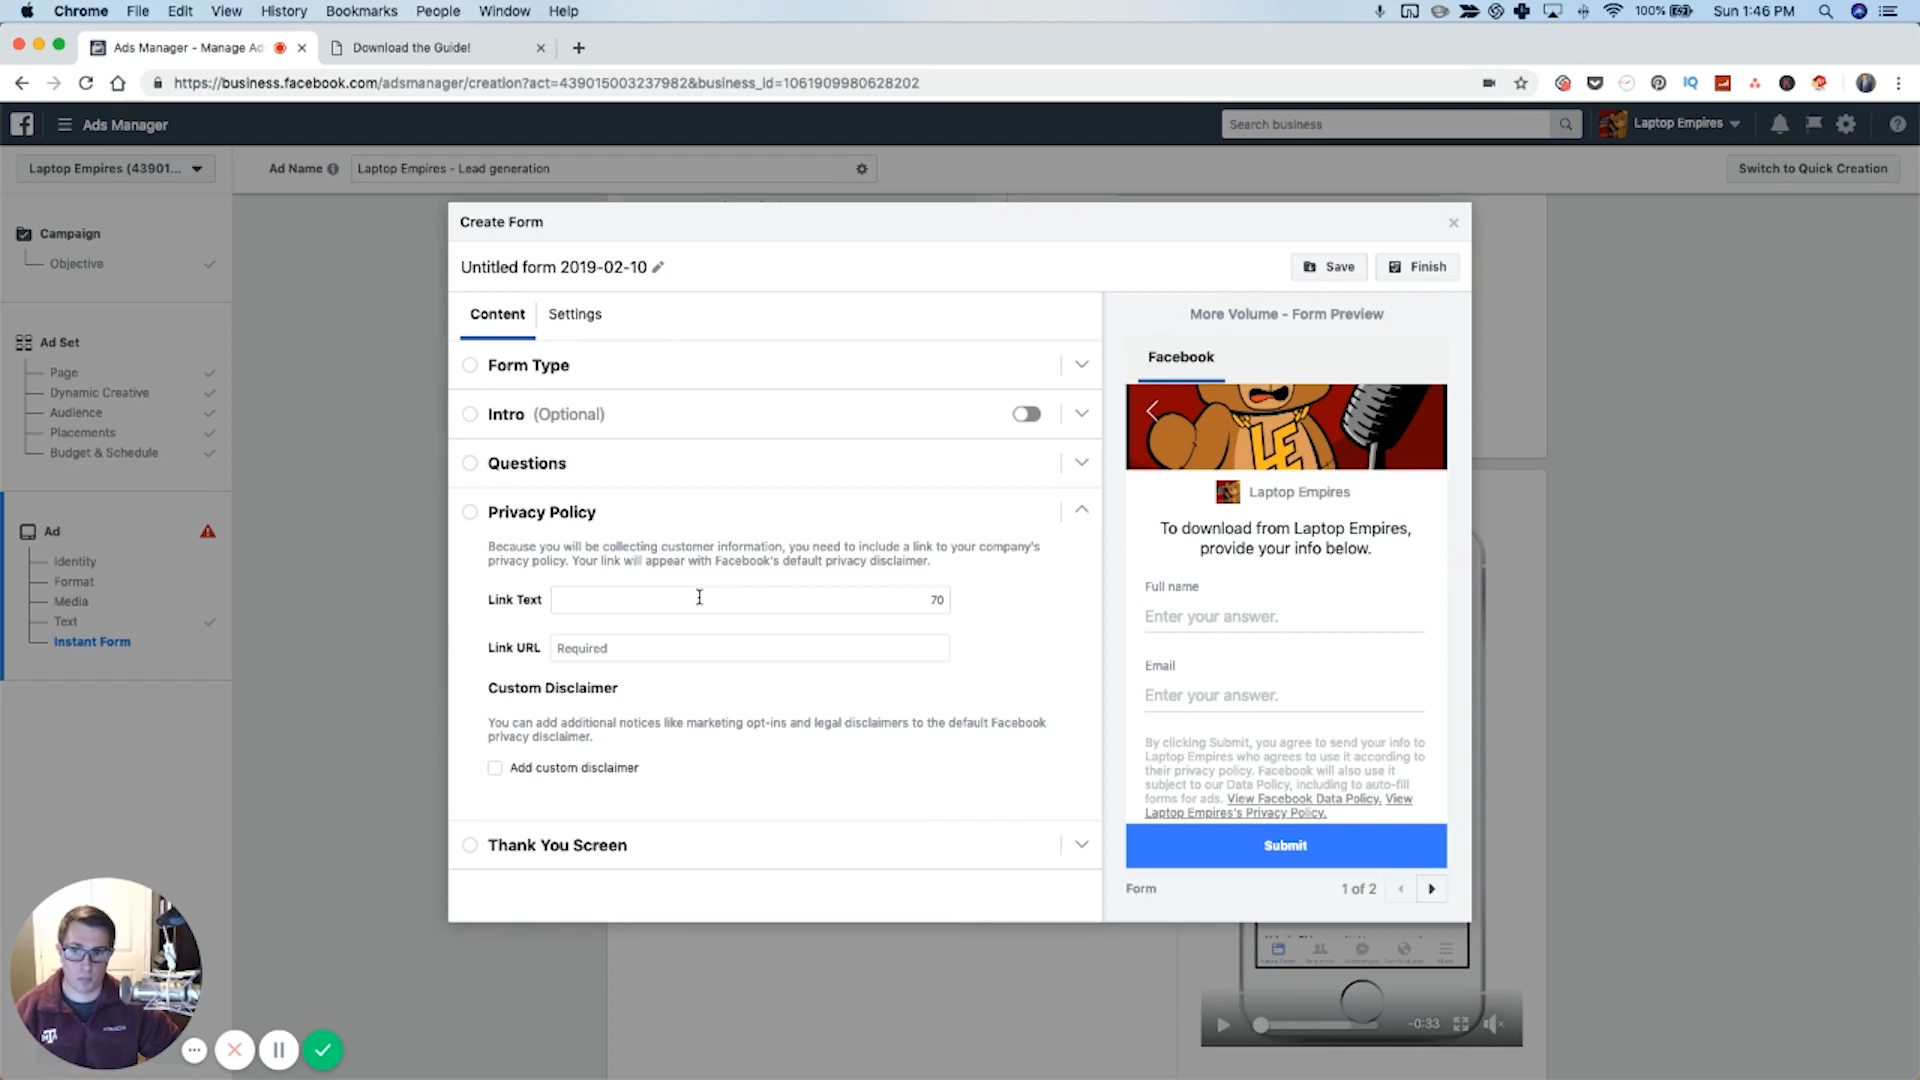 Chrome File Edit View History Bookmarks People Window Help 100% Sun 1:46 PM
Ads Manager - Manage Ad Download the Guide!
https://business.facebook.com/adsmanager/creation?act=439015003237982&business_id=1061909980628202
Ads Manager Search business Laptop Empires
Laptop Empires (43901... Ad Name Laptop Empires - Lead generation Switch to Quick Creation
Campaign
Objective
Ad Set
Page
Dynamic Creative
Audience
Placements
Budget & Schedule
Ad
Identity
Format
Media
Text
Instant Form
Create Form
Untitled form 2019-02-10 Save Finish
Content Settings
Form Type
Intro (Optional)
Questions
Privacy Policy
Because you will be collecting customer information, you need to include a link to your company's
privacy policy. Your link will appear with Facebook's default privacy disclaimer.
Link Text 70
Link URL Required
Custom Disclaimer
You can add additional notices like marketing opt-ins and legal disclaimers to the default Facebook
privacy disclaimer.
Add custom disclaimer
Thank You Screen
More Volume - Form Preview
Facebook
LE
Laptop Empires
To download from Laptop Empires,
provide your info below.
Full name
Enter your answer.
Email
Enter your answer.
By clicking Submit, you agree to send your info to
Laptop Empires who agrees to use it according to
their privacy policy. Facebook will also use it
subject to our Data Policy, including to auto-fill
forms for ads. View Facebook Data Policy. View
Laptop Empires's Privacy Policy.
Submit
Form 1 of 2
-0:33